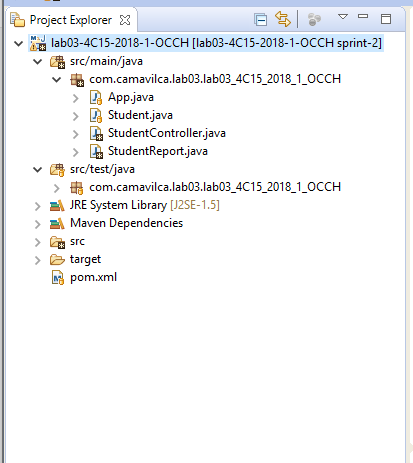 Project Explorer
lab03-4C15-2018-1-OCCH [lab03-4C15-2018-1-OCCH sprint-2]
src/main/java
com.camavilca.lab03.lab03_4C15_2018_1_OCCH
App.java
Student.java
StudentController.java
StudentReport.java
src/test/java
com.camavilca.lab03.lab03_4C15_2018_1_OCCH
JRE System Library [J2SE-1.5]
Maven Dependencies
src
target
pom.xml